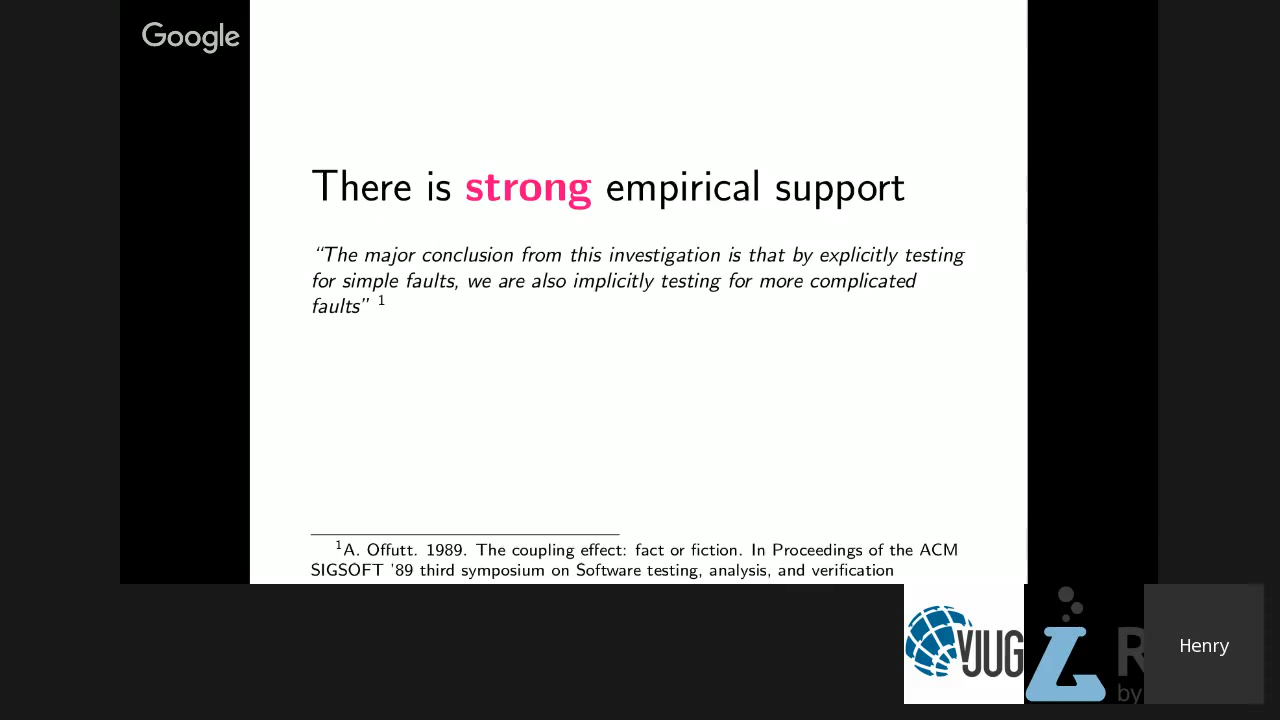 Google
There is strong empirical support
“The major conclusion from this investigation is that by explicitly testing
for simple faults, we are also implicitly testing for more complicated
faults” 1
1A. Offutt. 1989. The coupling effect: fact or fiction. In Proceedings of the ACM
SIGSOFT ’89 third symposium on Software testing, analysis, and verification
vJUG
R
by
Henry